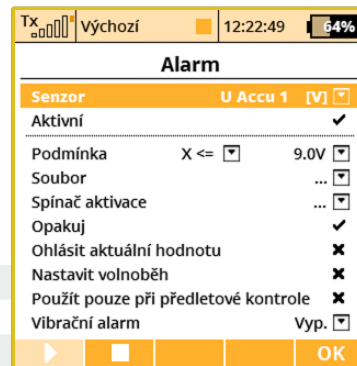 Tx Výchozí 12:22:49 64%
Alarm
Senzor U Accu 1 [V]
Aktivní
Podmínka X <= 9.0V
Soubor ...
Spínač aktivace ...
Opakuj
Ohlásit aktuální hodnotu
Nastavit volnoběh
Použít pouze při předletové kontrole
Vibrační alarm Vyp.
OK